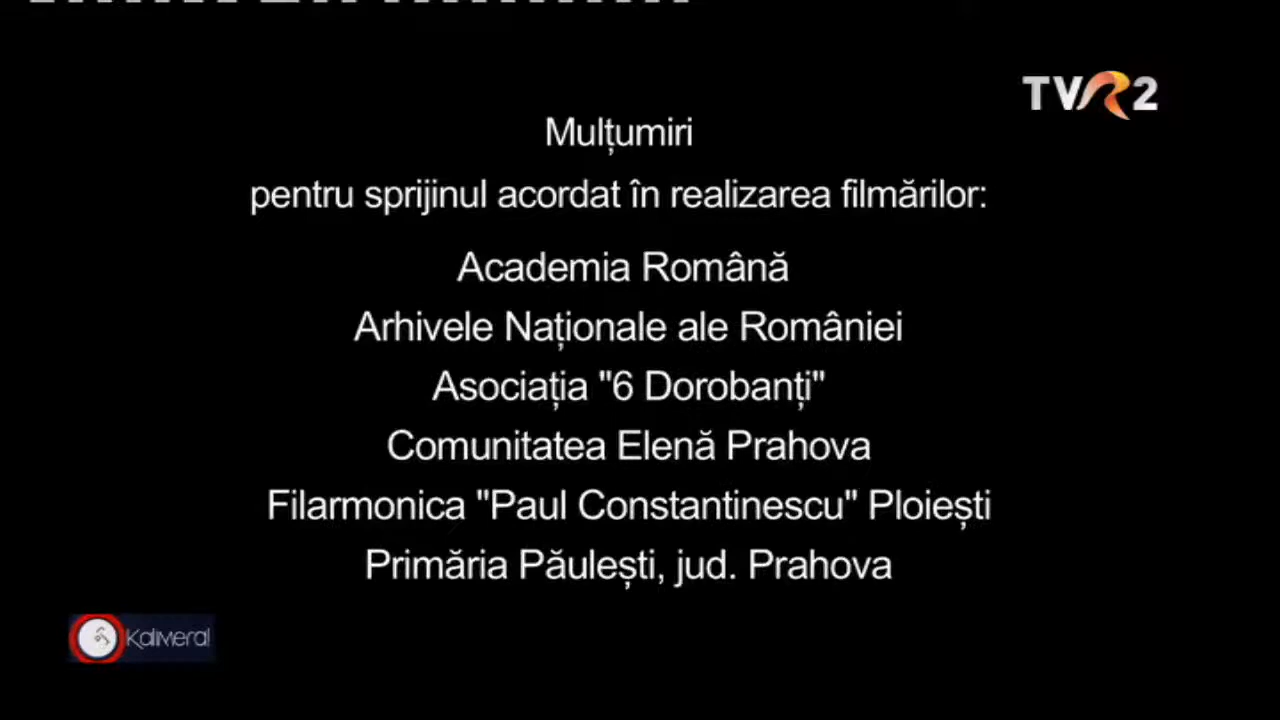 TVR2
Mulțumiri
pentru sprijinul acordat în realizarea filmărilor:
Academia Română
Arhivele Naționale ale României
Asociația "6 Dorobanți"
Comunitatea Elenă Prahova
Filarmonica "Paul Constantinescu" Ploiești
Primăria Păulești, jud. Prahova
Kalimera!